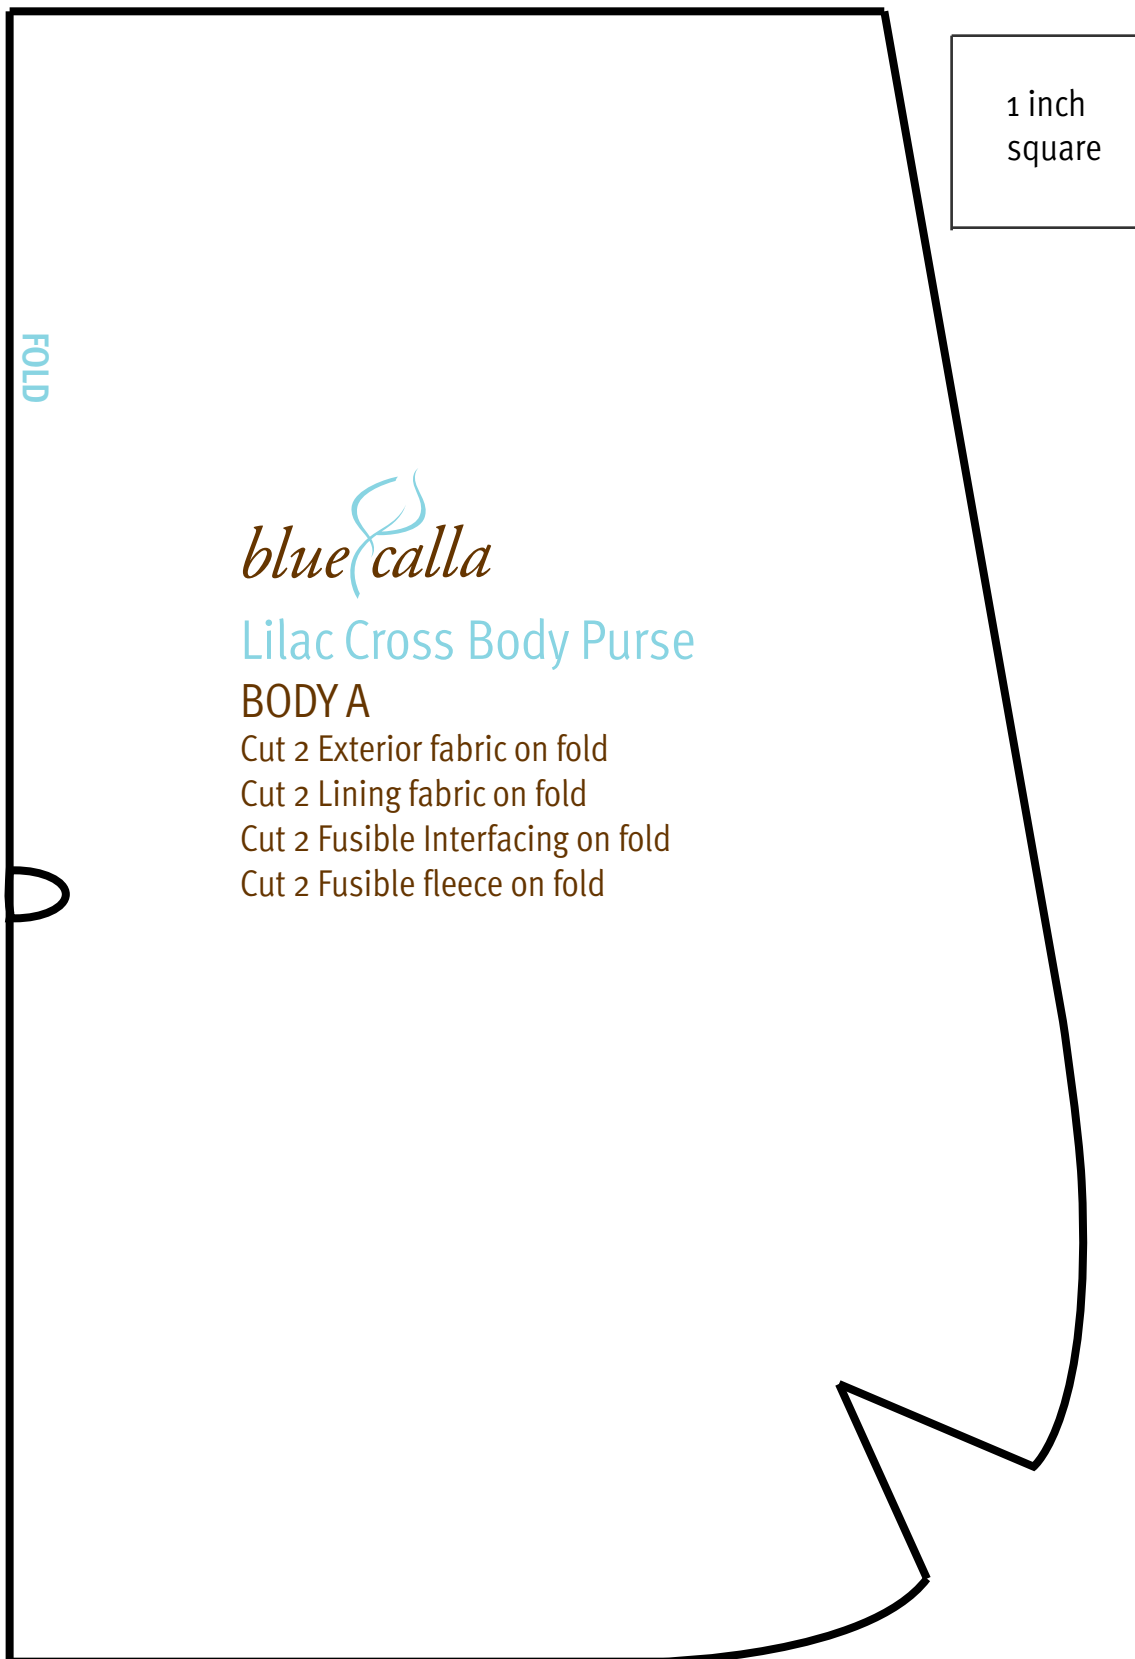 1 inch
square
FOLD
blue calla
Lilac Cross Body Purse
BODY A
Cut 2 Exterior fabric on fold
Cut 2 Lining fabric on fold
Cut 2 Fusible Interfacing on fold
Cut 2 Fusible fleece on fold